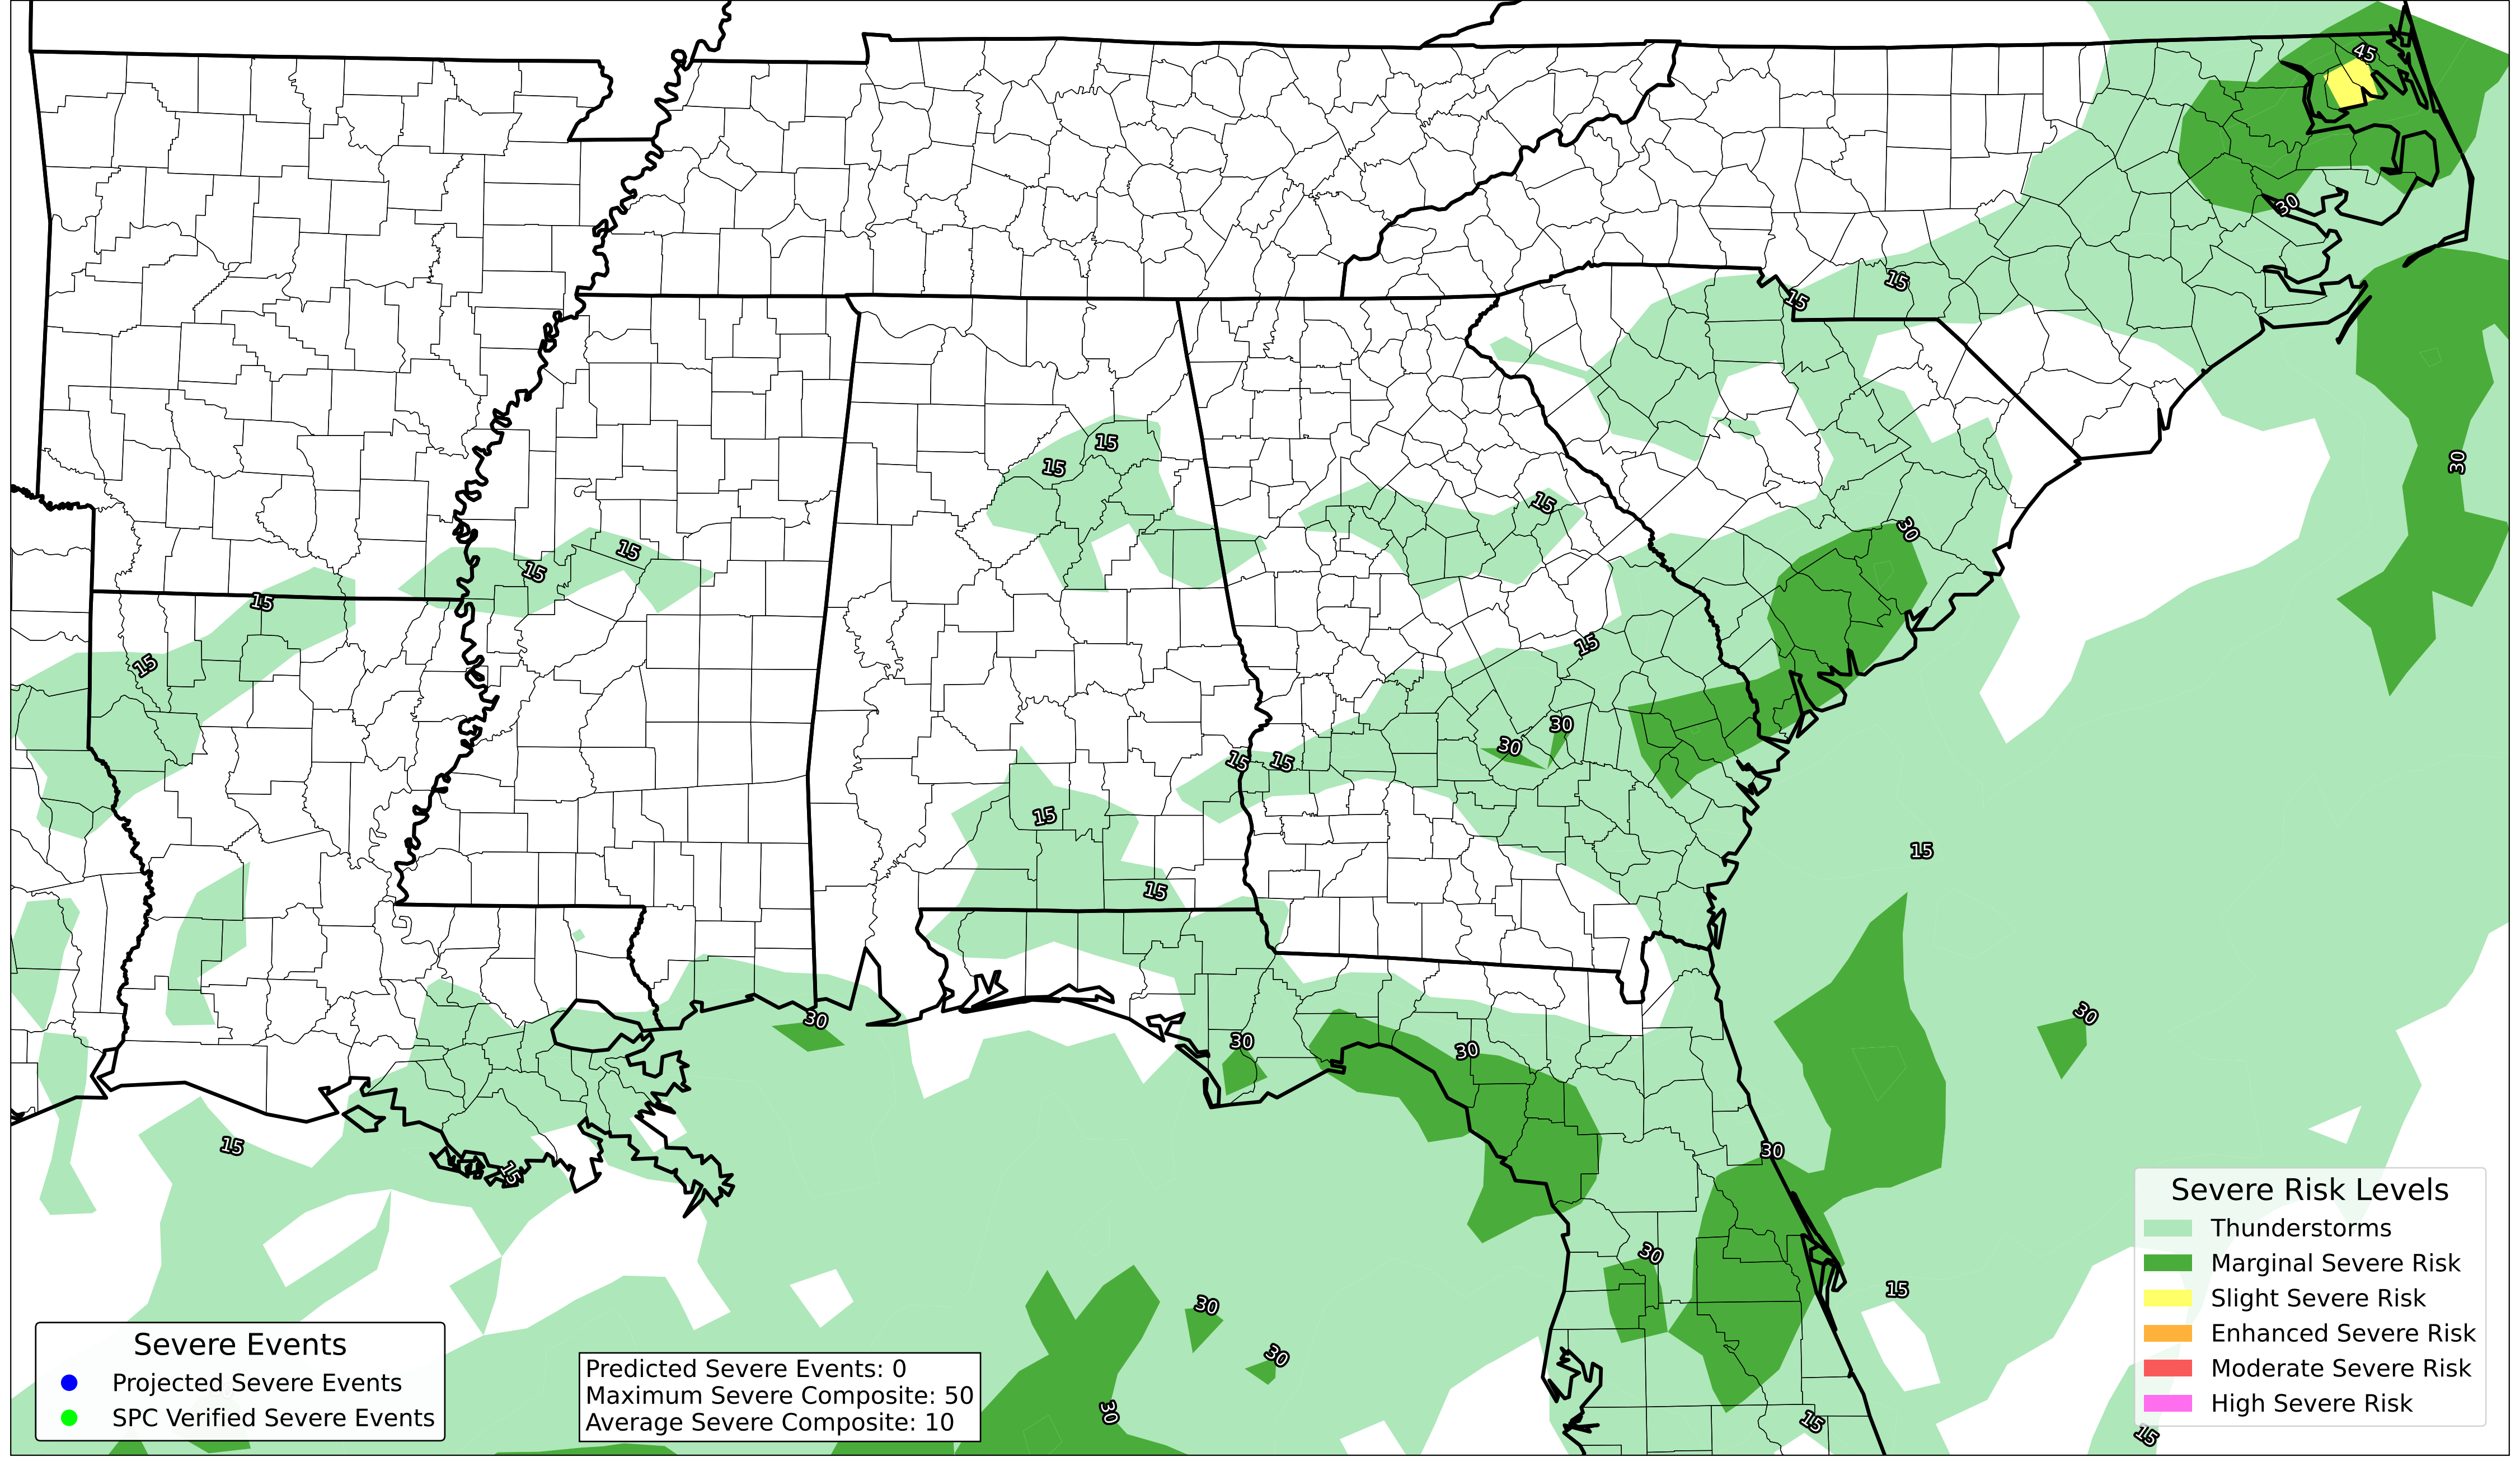 45
30
15
15
30
15
15
15
30
15
15
15
15
15
30
30
15
15
15
15
15
15
30
30
30
30
15
30
15
30
15
30
30
30
15
15
Severe Risk Levels
Thunderstorms
Marginal Severe Risk
Slight Severe Risk
Enhanced Severe Risk
Moderate Severe Risk
High Severe Risk
Severe Events
Projected Severe Events
SPC Verified Severe Events
Predicted Severe Events: 0
Maximum Severe Composite: 50
Average Severe Composite: 10